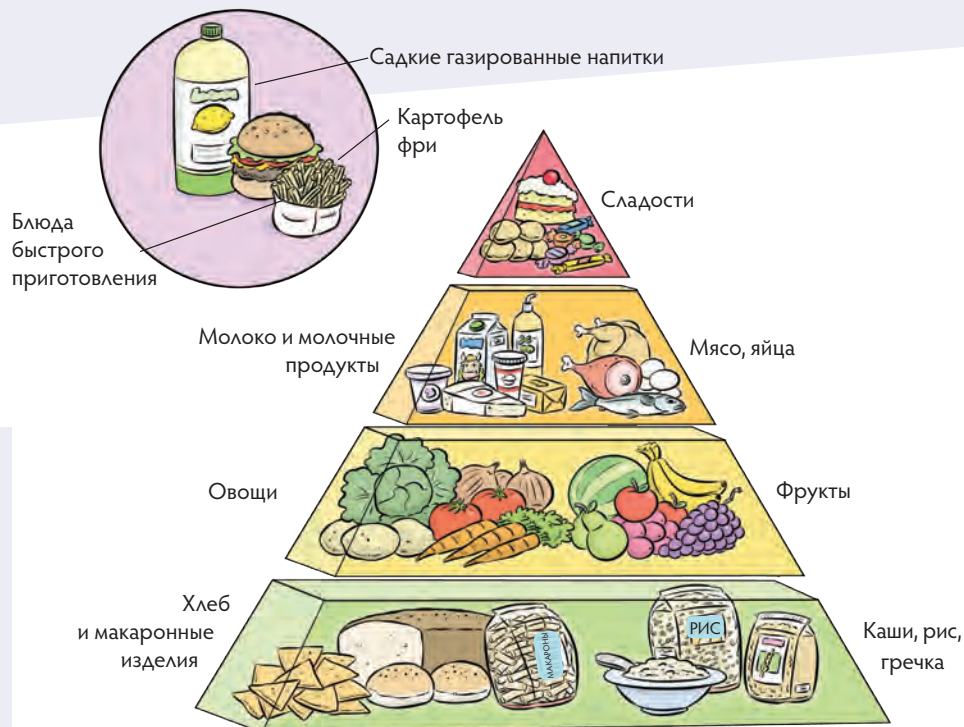 Садкие газированные напитки
Картофель
фри
Блюда
быстрого
приготовления
Сладости
Молоко и молочные
продукты
Мясо, яйца
Овощи
Фрукты
Хлеб
и макаронные
изделия
МАКАРОНЫ
РИС
Каши, рис,
гречка